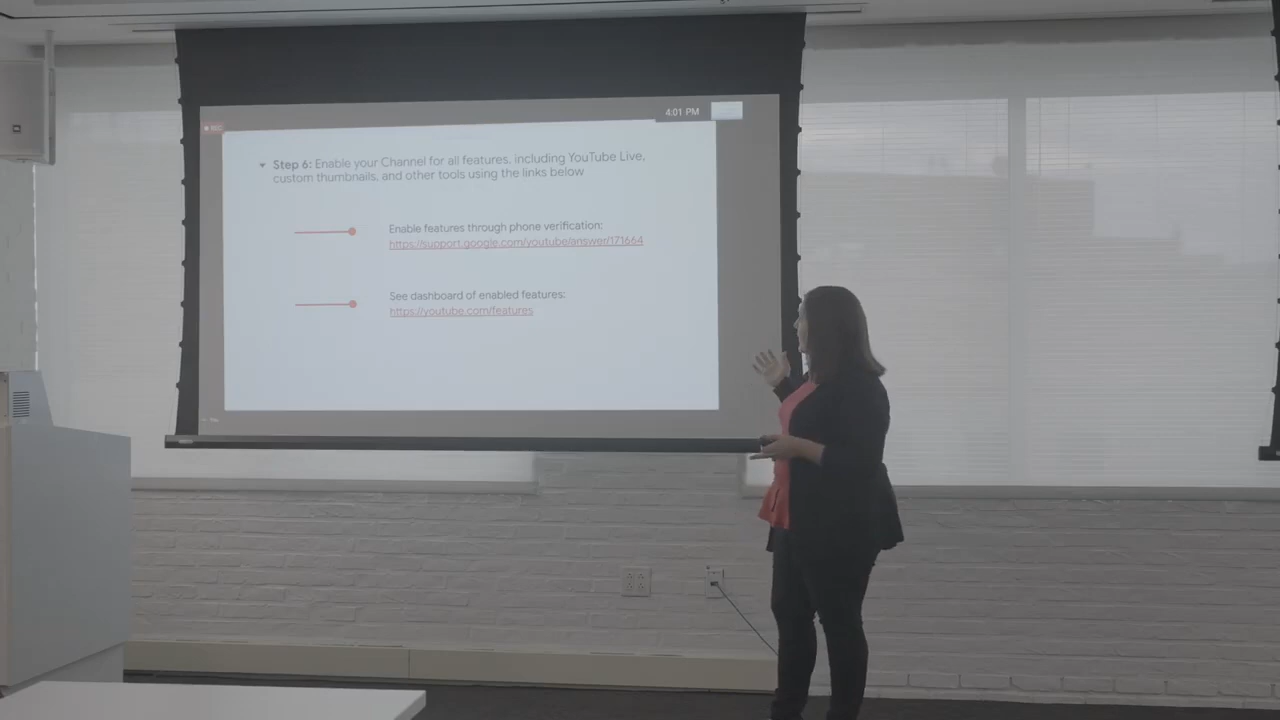 4:01 PM
REC
Step 6: Enable your Channel for all features, including YouTube Live,
custom thumbnails, and other tools using the links below
Enable features through phone verification:
https://support.google.com/youtube/answer/171664
See dashboard of enabled features:
https://youtube.com/features